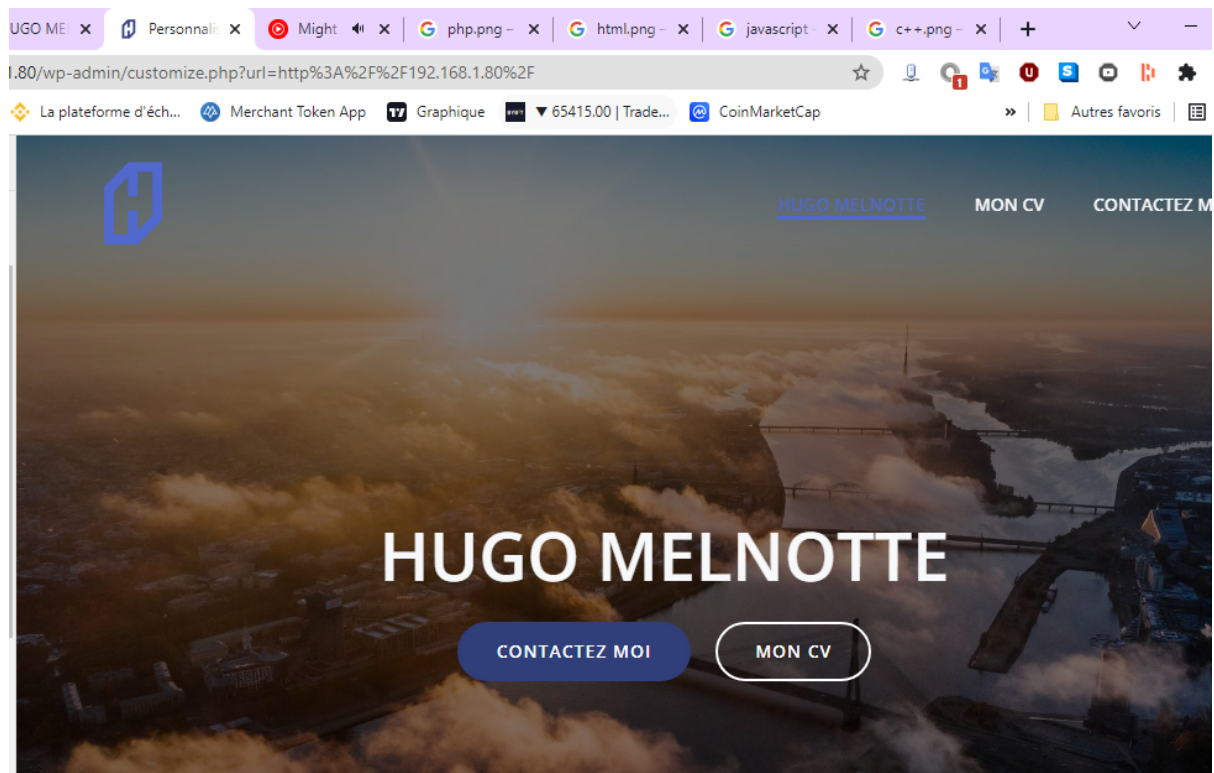 UGO ME Personnalis Might php.png – html.png – javascript - c++.png –
1.80/wp-admin/customize.php?url=http%3A%2F%2F192.168.1.80%2F
La plateforme d'éch... Merchant Token App Graphique ▼ 65415.00 | Trade... CoinMarketCap » Autres favoris
HUGO MELNOTTE MON CV CONTACTEZ M
HUGO MELNOTTE
CONTACTEZ MOI MON CV